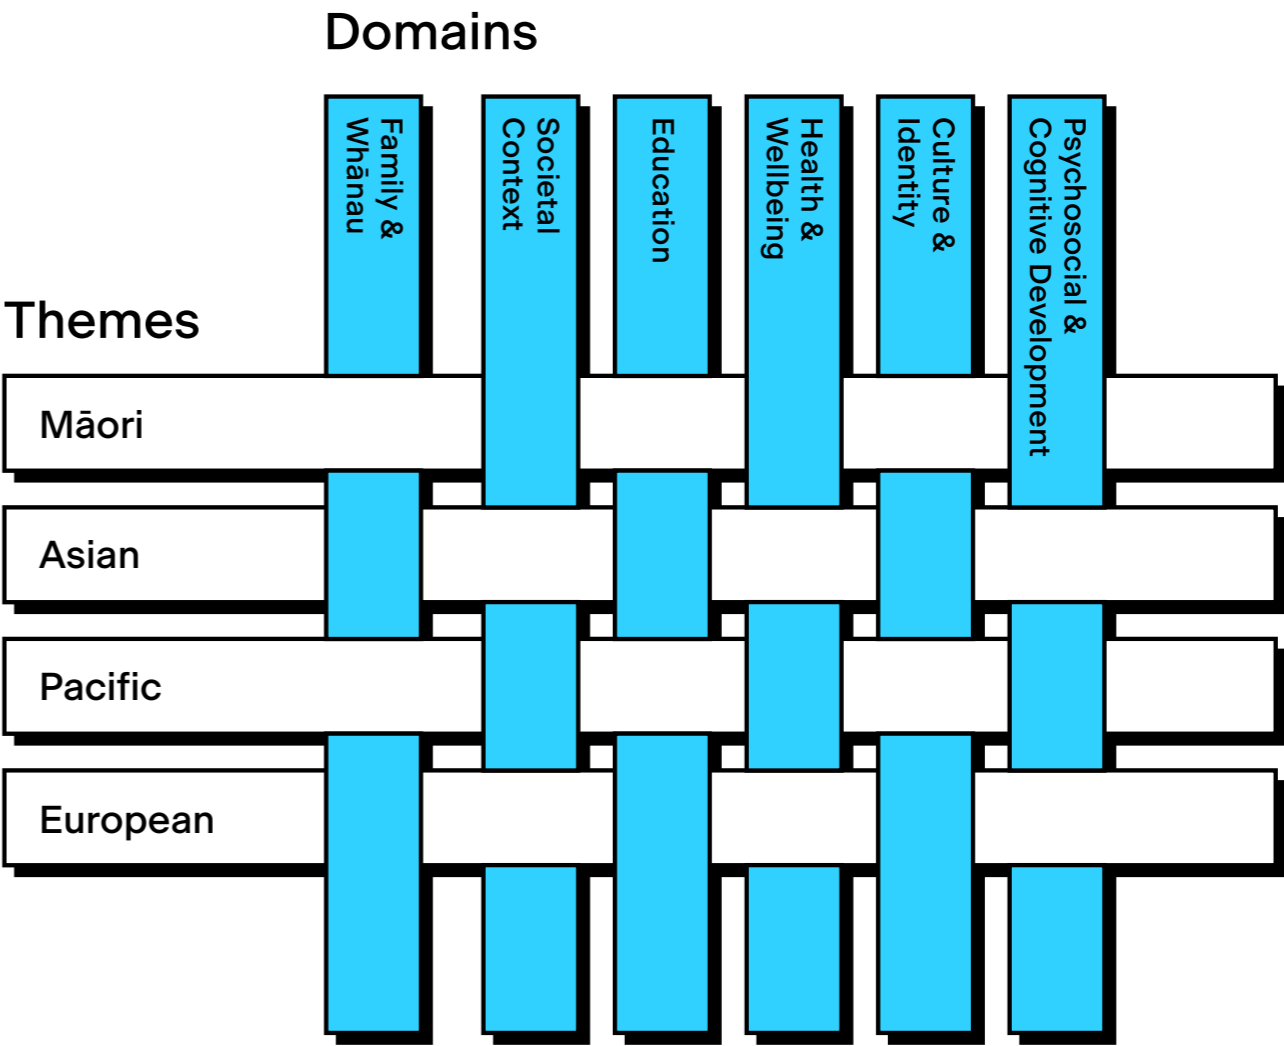 Domains
Family &
Whānau
Societal
Context
Education
Health &
Wellbeing
Culture &
Identity
Psychosocial &
Cognitive Development
Themes
Māori
Asian
Pacific
European